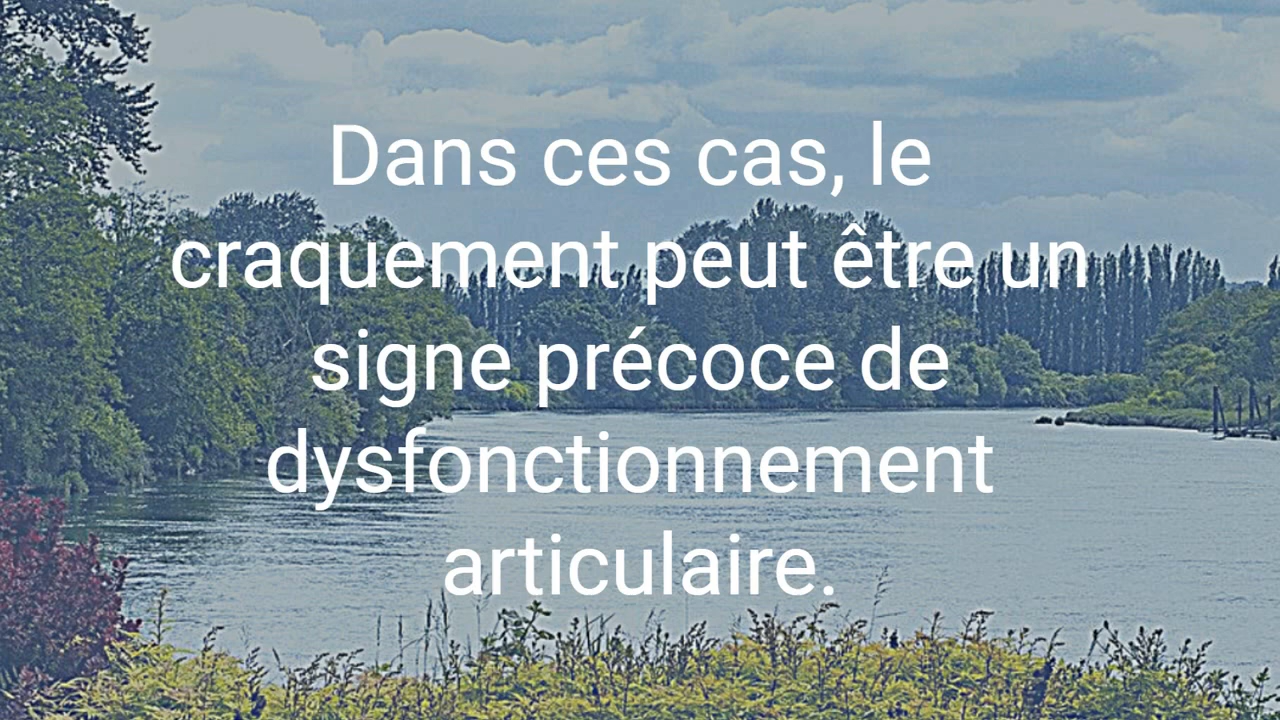 Dans ces cas, le
craquement peut être un
signe précoce de
dysfonctionnement
articulaire.